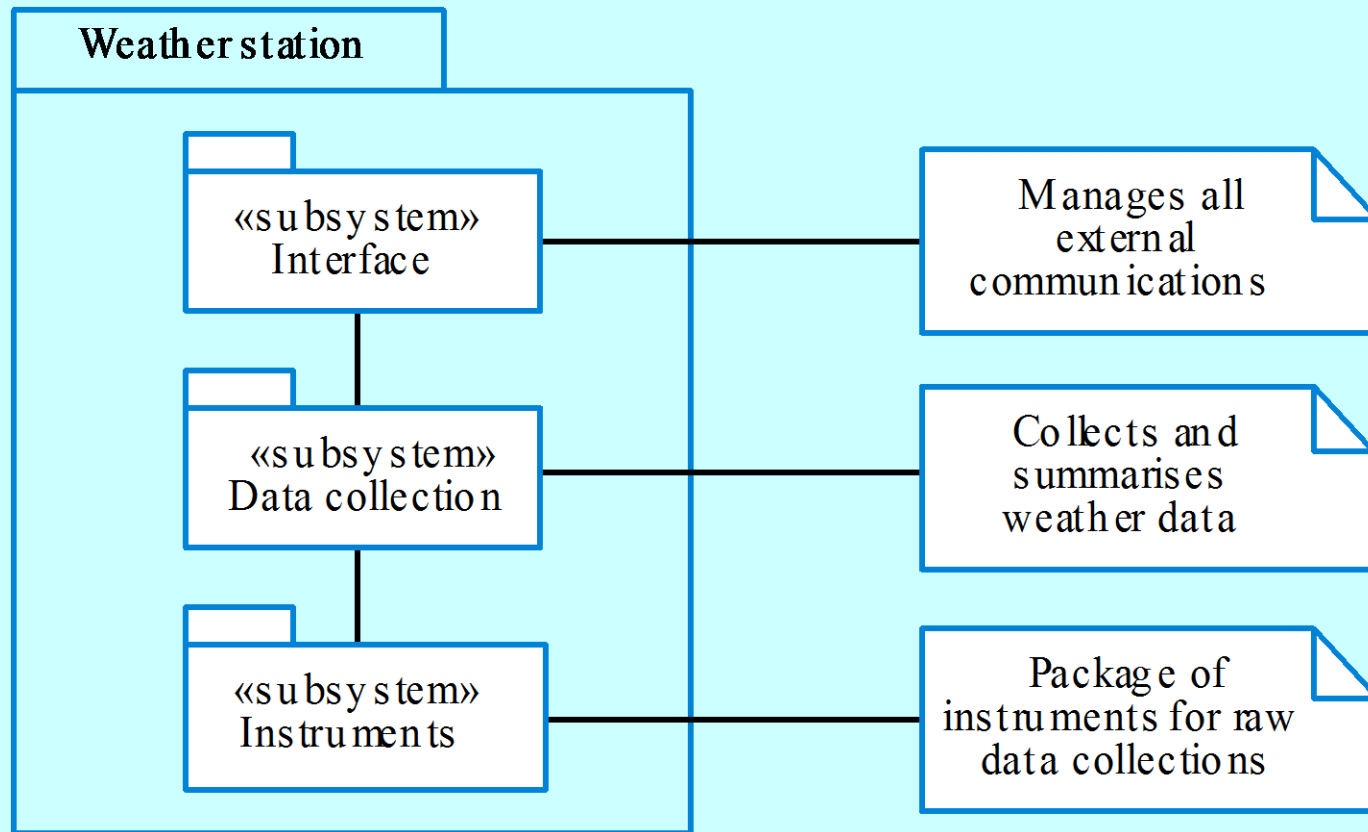 Weather station
«subsystem»
Interface
Manages all
external
communications
«subsystem»
Data collection
Collects and
summarises
weather data
«subsystem»
Instruments
Package of
instruments for raw
data collections